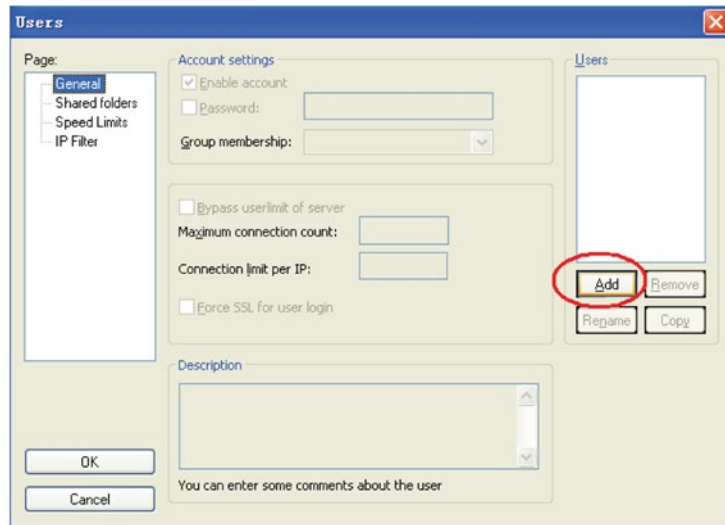 Users
Page:
General
Shared folders
Speed Limits
IP Filter
OK
Cancel
Account settings
Enable account
Password:
Group membership:
Bypass userlimit of server
Maximum connection count:
Connection limit per IP:
Force SSL for user login
Description
You can enter some comments about the user
Users
Add Remove
Rename Copy